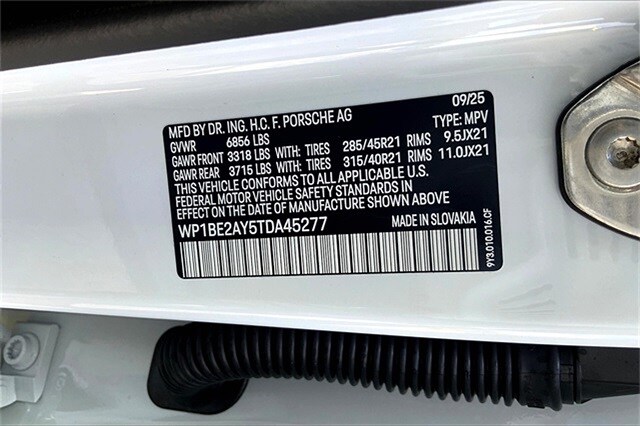 09/25
MFD BY DR. ING. H.C. F. PORSCHE AG
GVWR 6856 LBS TYPE: MPV
GAWR FRONT 3318 LBS WITH: TIRES 285/45R21 RIMS 9.5JX21
GAWR REAR 3715 LBS WITH: TIRES 315/40R21 RIMS 11.0JX21
THIS VEHICLE CONFORMS TO ALL APPLICABLE U.S.
FEDERAL MOTOR VEHICLE SAFETY STANDARDS IN
EFFECT ON THE DATE OF MANUFACTURE SHOWN ABOVE
WP1BE2AY5TDA45277 MADE IN SLOVAKIA
9Y3.010.016.CF